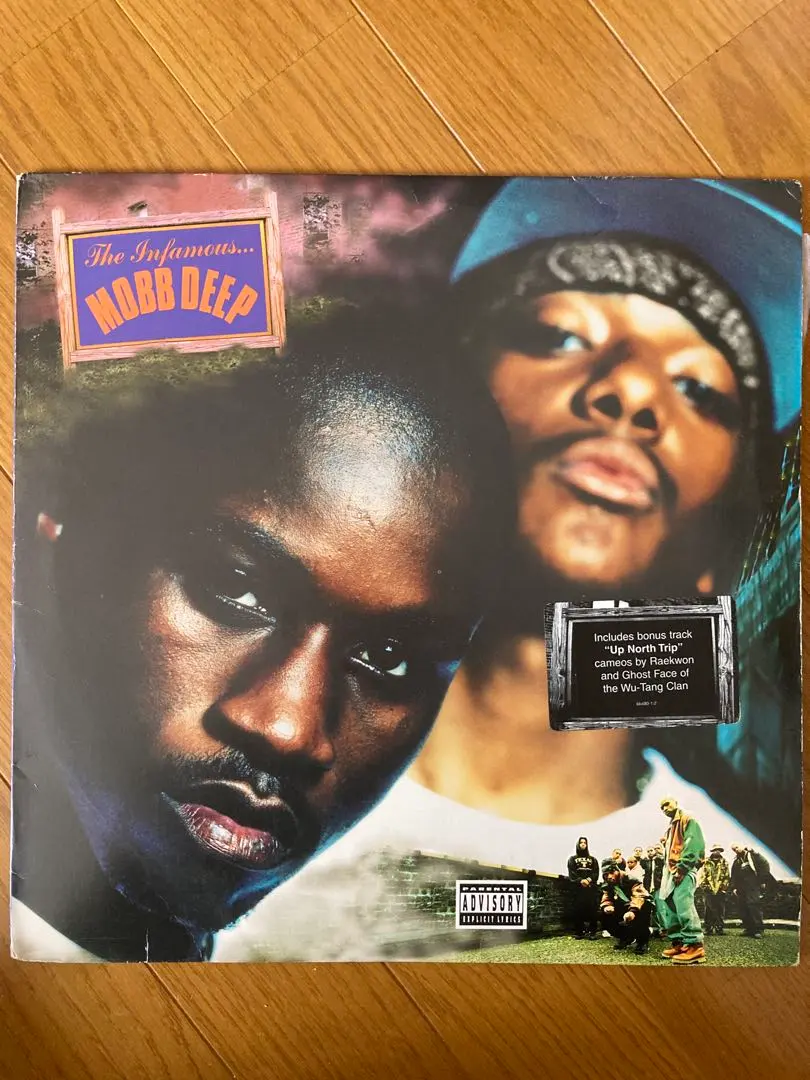 The Infamous...
MOBB DEEP
Includes bonus track
“Up North Trip”
cameos by Raekwon
and Ghost Face of
the Wu-Tang Clan
PARENTAL
ADVISORY
EXPLICIT LYRICS